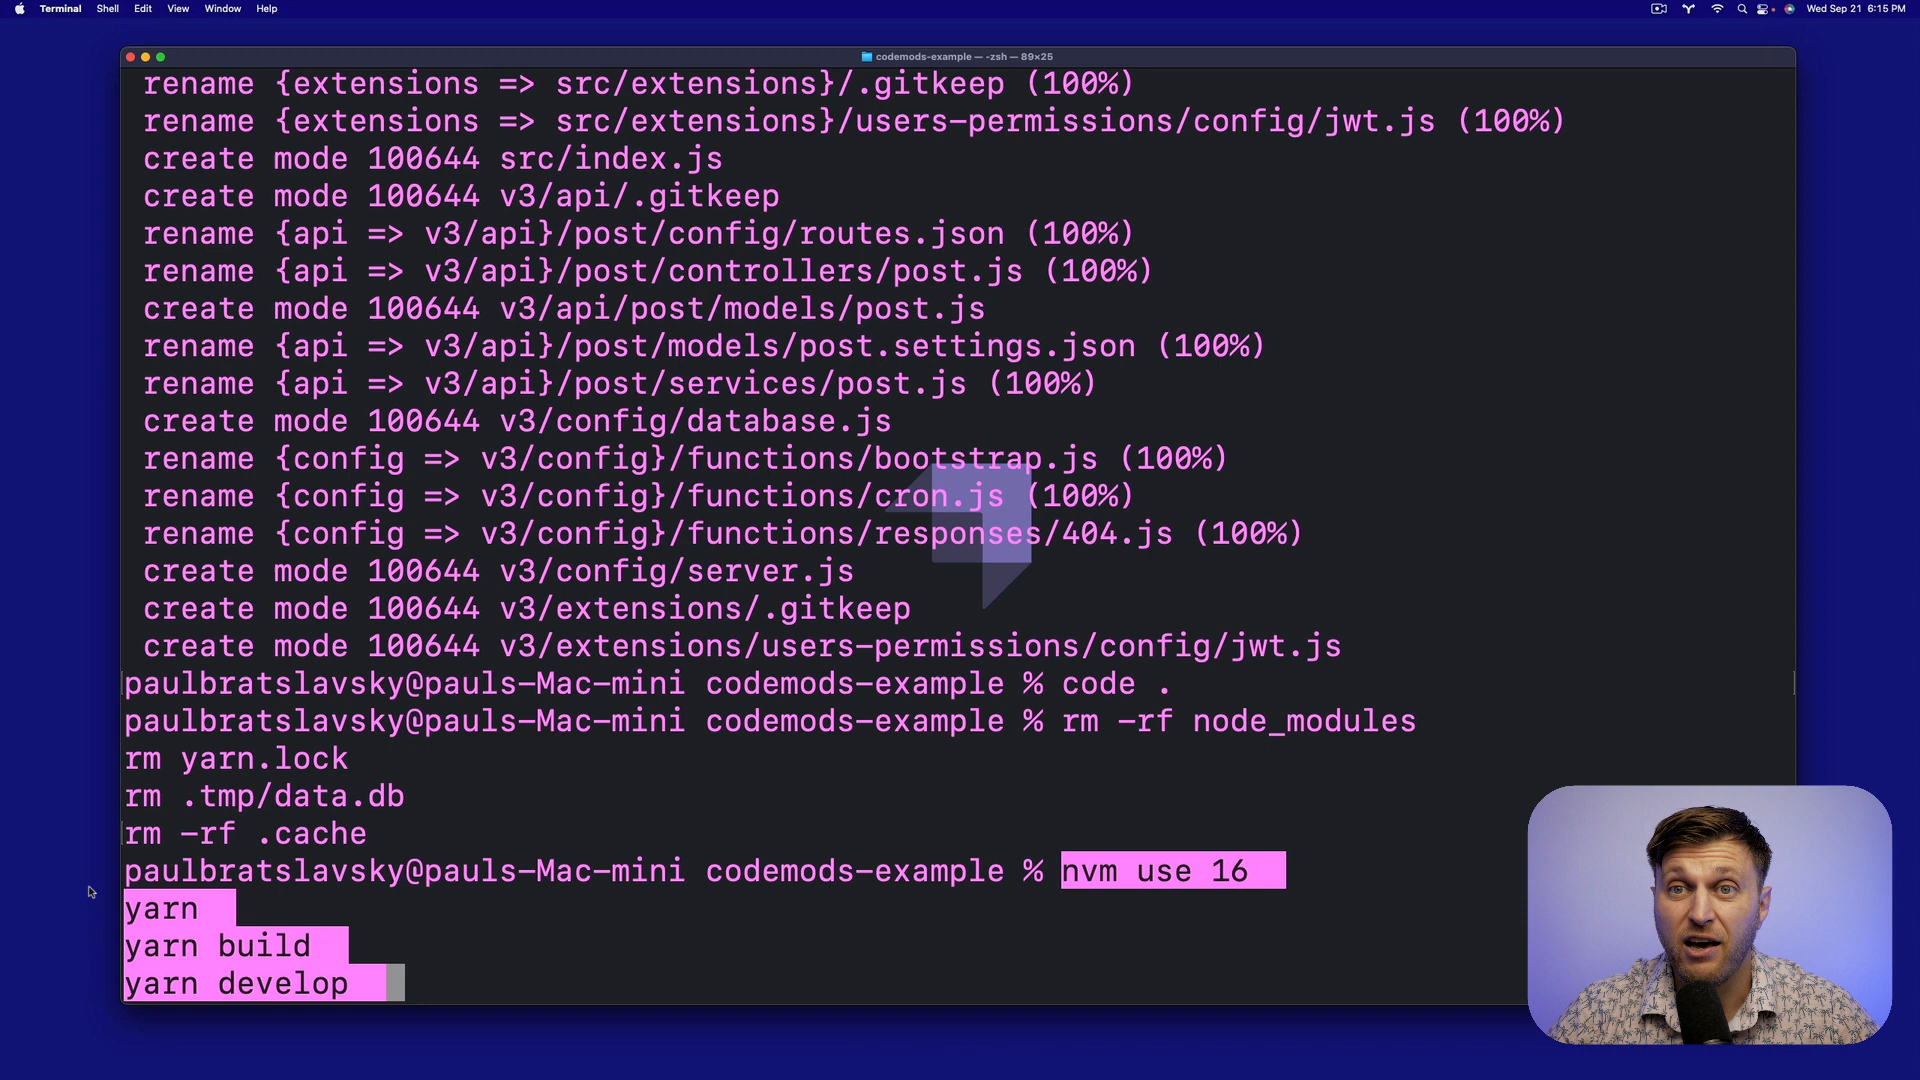 Terminal Shell Edit View Window Help Wed Sep 21 6:15 PM
codemods-example — -zsh — 89×25
rename {extensions => src/extensions}/.gitkeep (100%)
rename {extensions => src/extensions}/users-permissions/config/jwt.js (100%)
create mode 100644 src/index.js
create mode 100644 v3/api/.gitkeep
rename {api => v3/api}/post/config/routes.json (100%)
rename {api => v3/api}/post/controllers/post.js (100%)
create mode 100644 v3/api/post/models/post.js
rename {api => v3/api}/post/models/post.settings.json (100%)
rename {api => v3/api}/post/services/post.js (100%)
create mode 100644 v3/config/database.js
rename {config => v3/config}/functions/bootstrap.js (100%)
rename {config => v3/config}/functions/cron.js (100%)
rename {config => v3/config}/functions/responses/404.js (100%)
create mode 100644 v3/config/server.js
create mode 100644 v3/extensions/.gitkeep
create mode 100644 v3/extensions/users-permissions/config/jwt.js
paulbratslavsky@pauls-Mac-mini codemods-example % code .
paulbratslavsky@pauls-Mac-mini codemods-example % rm -rf node_modules
rm yarn.lock
rm .tmp/data.db
rm -rf .cache
paulbratslavsky@pauls-Mac-mini codemods-example % nvm use 16
yarn
yarn build
yarn develop